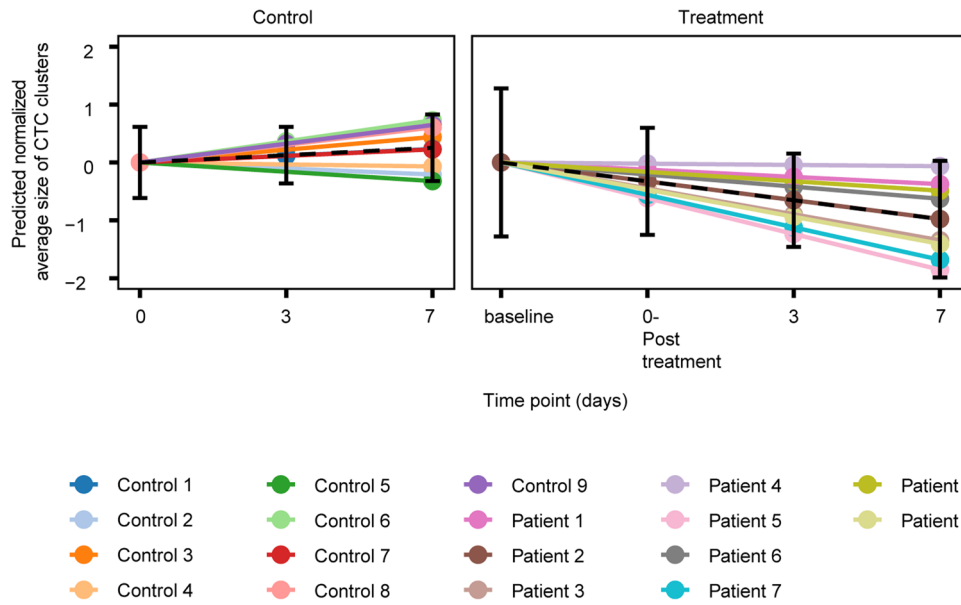 Control
Treatment
Predicted normalized
average size of CTC clusters
2
1
0
−1
−2
0
3
7
baseline
0-
Post
treatment
3
7
Time point (days)
Control 1
Control 5
Control 9
Patient 4
Patient
Control 2
Control 6
Patient 1
Patient 5
Patient
Control 3
Control 7
Patient 2
Patient 6
Control 4
Control 8
Patient 3
Patient 7